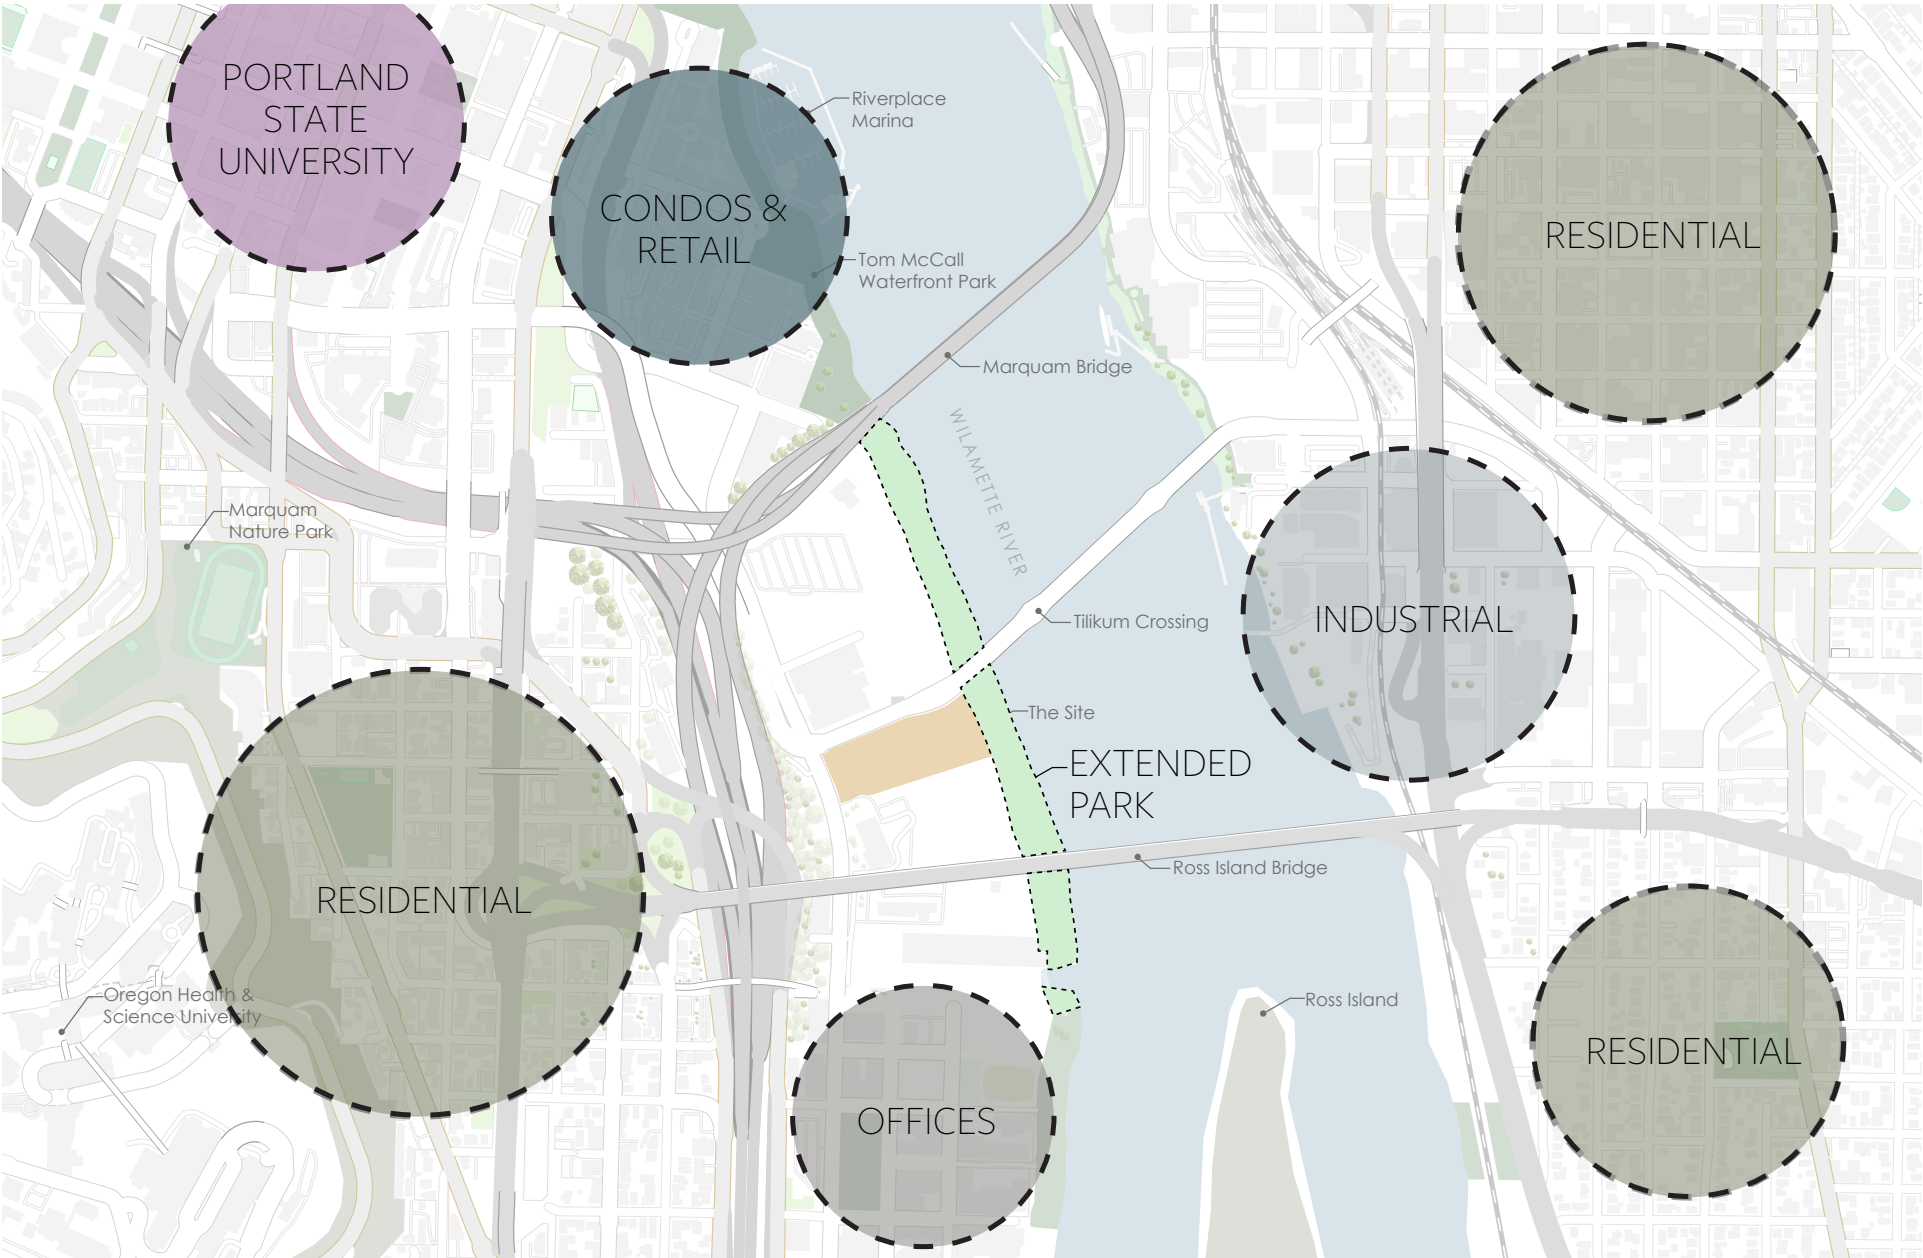 PORTLAND
STATE
UNIVERSITY
CONDOS &
RETAIL
Riverplace
Marina
RESIDENTIAL
Tom McCall
Waterfront Park
Marquam Bridge
WILAMETTE RIVER
Marquam
Nature Park
Tilikum Crossing
INDUSTRIAL
The Site
EXTENDED
PARK
Ross Island Bridge
RESIDENTIAL
Oregon Health &
Science University
Ross Island
RESIDENTIAL
OFFICES